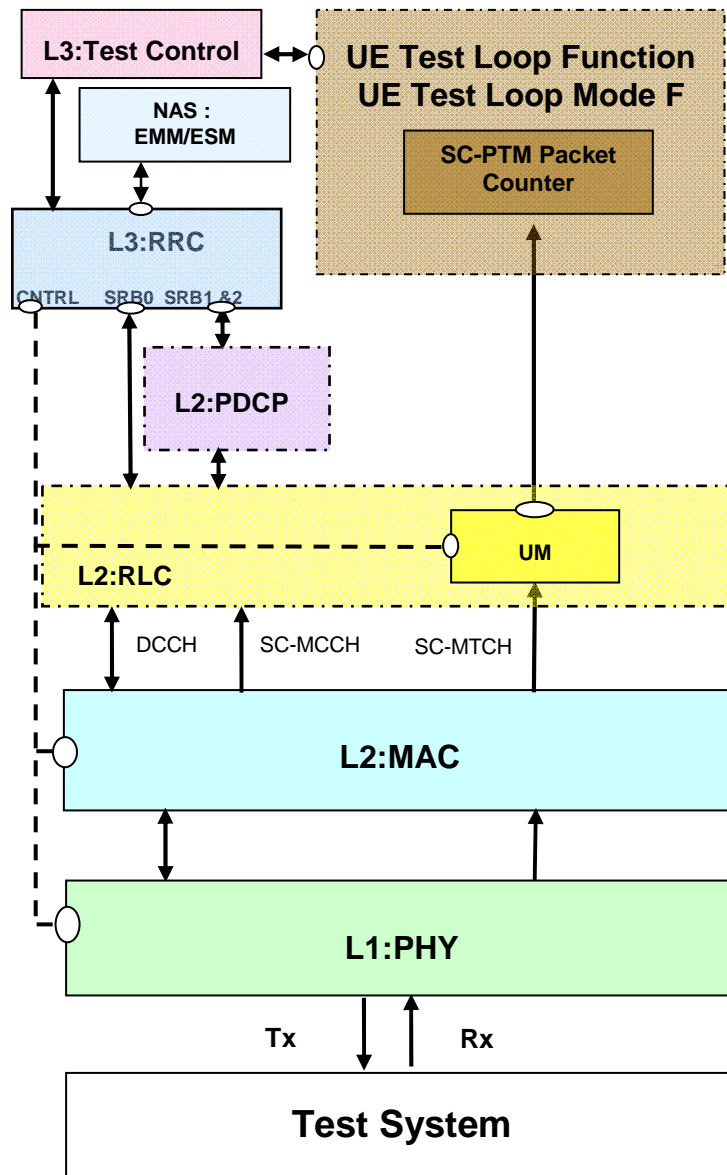 L3:Test Control
UE Test Loop Function
UE Test Loop Mode F
NAS :
EMM/ESM
SC-PTM Packet
Counter
L3:RRC
CNTRL SRB0 SRB1 &2
L2:PDCP
UM
L2:RLC
DCCH SC-MCCH SC-MTCH
L2:MAC
L1:PHY
Tx Rx
Test System